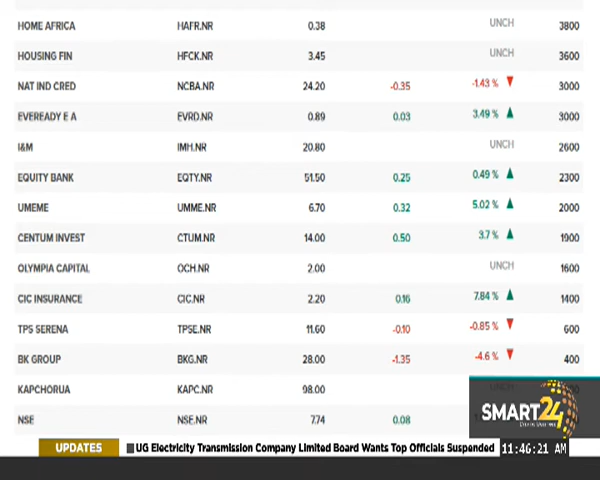 HOME AFRICA HAFR.NR 0.38 UNCH 3800
HOUSING FIN HFCK.NR 3.45 UNCH 3600
NAT IND CRED NCBA.NR 24.20 -0.35 -1.43 % 3000
EVEREADY E A EVRD.NR 0.89 0.03 3.49 % 3000
I&M IMH.NR 20.80 UNCH 2600
EQUITY BANK EQTY.NR 51.50 0.25 0.49 % 2300
UMEME UMME.NR 6.70 0.32 5.02 % 2000
CENTUM INVEST CTUM.NR 14.00 0.50 3.7 % 1900
OLYMPIA CAPITAL OCH.NR 2.00 UNCH 1600
CIC INSURANCE CIC.NR 2.20 0.16 7.84 % 1400
TPS SERENA TPSE.NR 11.60 -0.10 -0.85 % 600
BK GROUP BKG.NR 28.00 -1.35 -4.6 % 400
KAPCHORUA KAPC.NR 98.00
NSE NSE.NR 7.74 0.08
SMART24
UPDATES UG Electricity Transmission Company Limited Board Wants Top Officials Suspended 11:46:21 AM